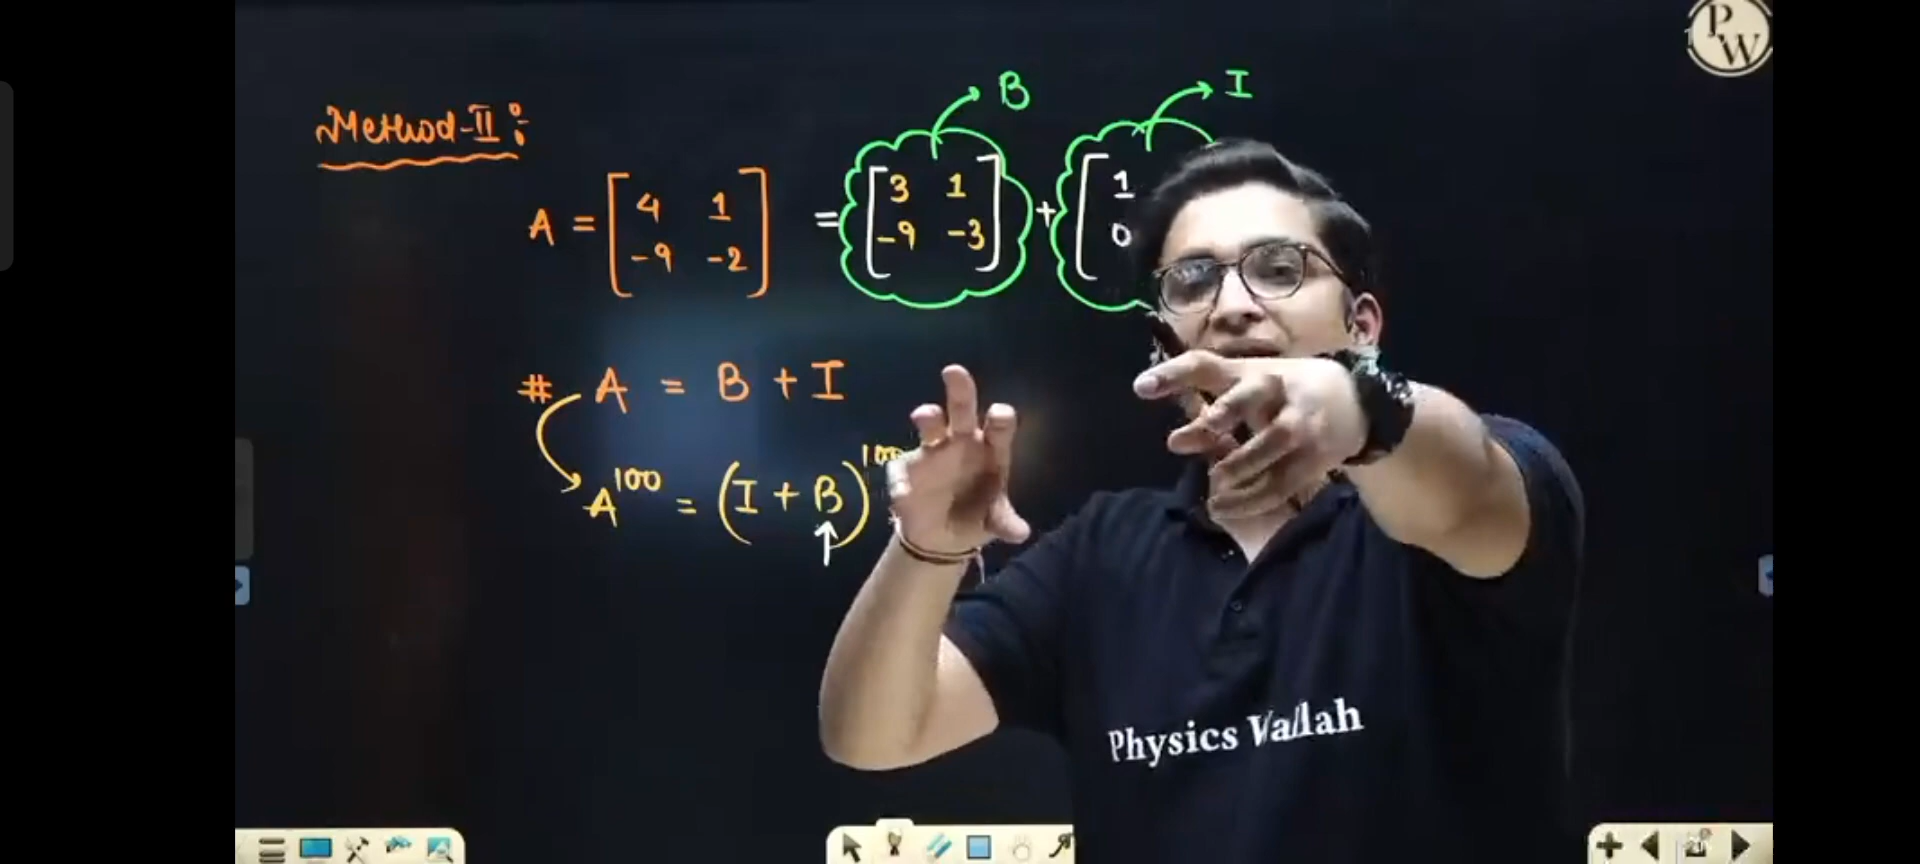 PW
Method-II:
B
I
A = [4 1 -9 -2] = [3 1 -9 -3] + [1 0
# A = B + I
A^100 = (I + B)^100
Physics Wallah